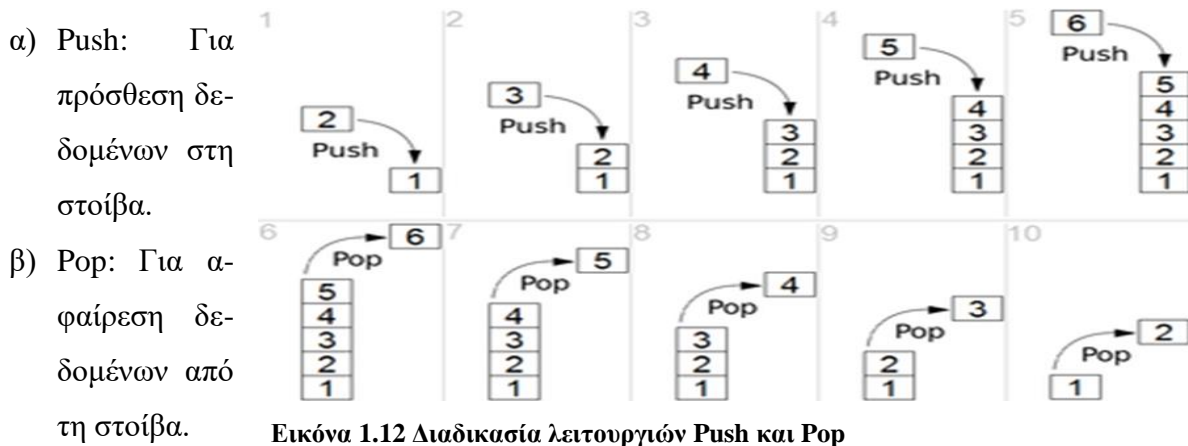 α) Push: Για
πρόσθεση δε-
δομένων στη
στοίβα.
β) Pop: Για α-
φαίρεση δε-
δομένων από
τη στοίβα.
1
2
Push
1
2
3
Push
2
1
3
4
Push
3
2
1
4
5
Push
4
3
2
1
5
6
Push
5
4
3
2
1
6
6
Pop
5
4
3
2
1
7
5
Pop
4
3
2
1
8
4
Pop
3
2
1
9
3
Pop
2
1
10
2
Pop
1
Εικόνα 1.12 Διαδικασία λειτουργιών Push και Pop